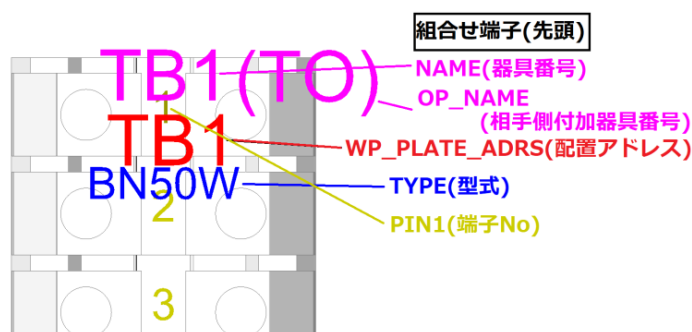 組合せ端子(先頭)
TB1(TO)
NAME(器具番号)
OP_NAME
(相手側付加器具番号)
1
TB1
WP_PLATE_ADRS(配置アドレス)
BN50W
TYPE(型式)
2
PIN1(端子No)
3